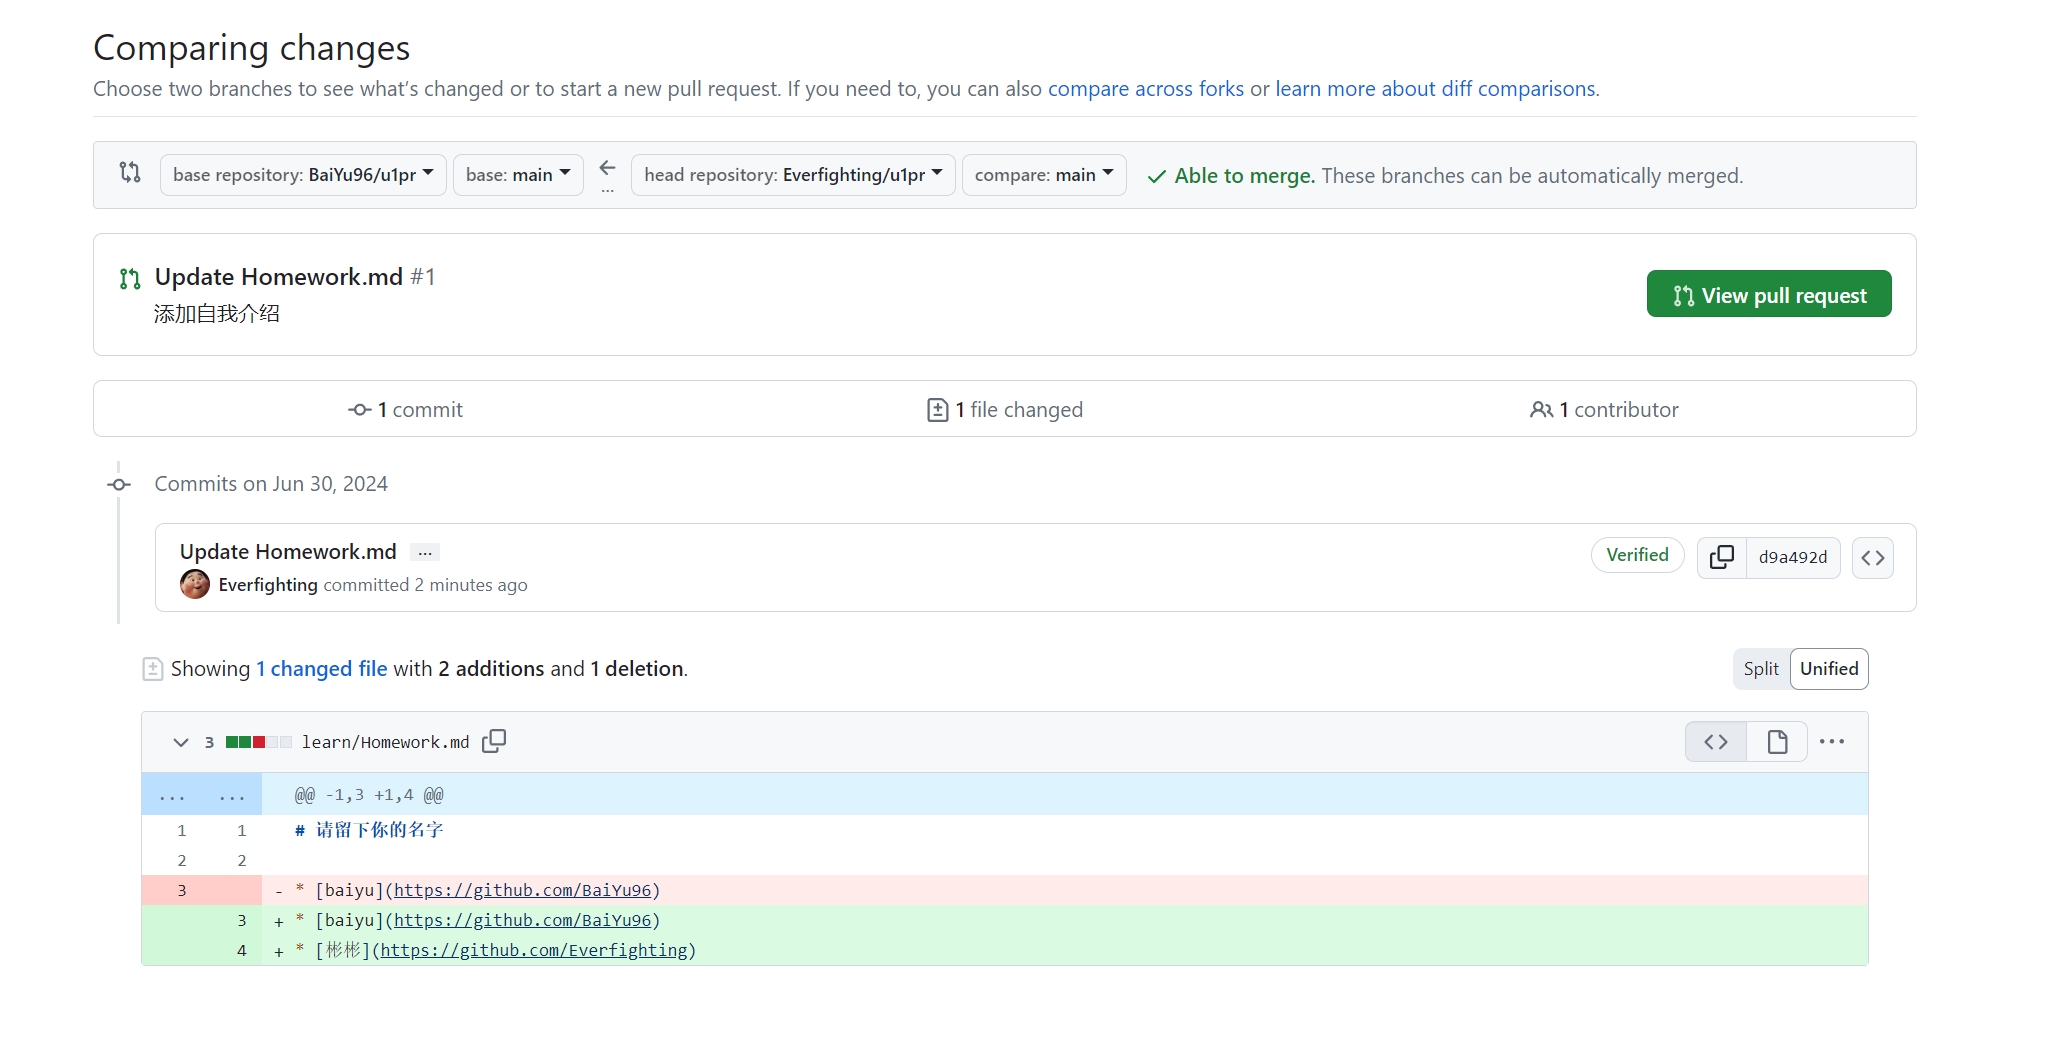 Comparing changes
Choose two branches to see what’s changed or to start a new pull request. If you need to, you can also compare across forks or learn more about diff comparisons.
base repository: BaiYu96/u1pr base: main ... head repository: Everfighting/u1pr compare: main Able to merge. These branches can be automatically merged.
Update Homework.md #1
添加自我介绍
View pull request
1 commit 1 file changed 1 contributor
Commits on Jun 30, 2024
Update Homework.md ...
Verified d9a492d
Everfighting committed 2 minutes ago
Showing 1 changed file with 2 additions and 1 deletion. Split Unified
3 learn/Homework.md
... ... @@ -1,3 +1,4 @@
1 1 # 请留下你的名字
2 2
3 - * [baiyu](https://github.com/BaiYu96)
3 + * [baiyu](https://github.com/BaiYu96)
4 + * [彬彬](https://github.com/Everfighting)